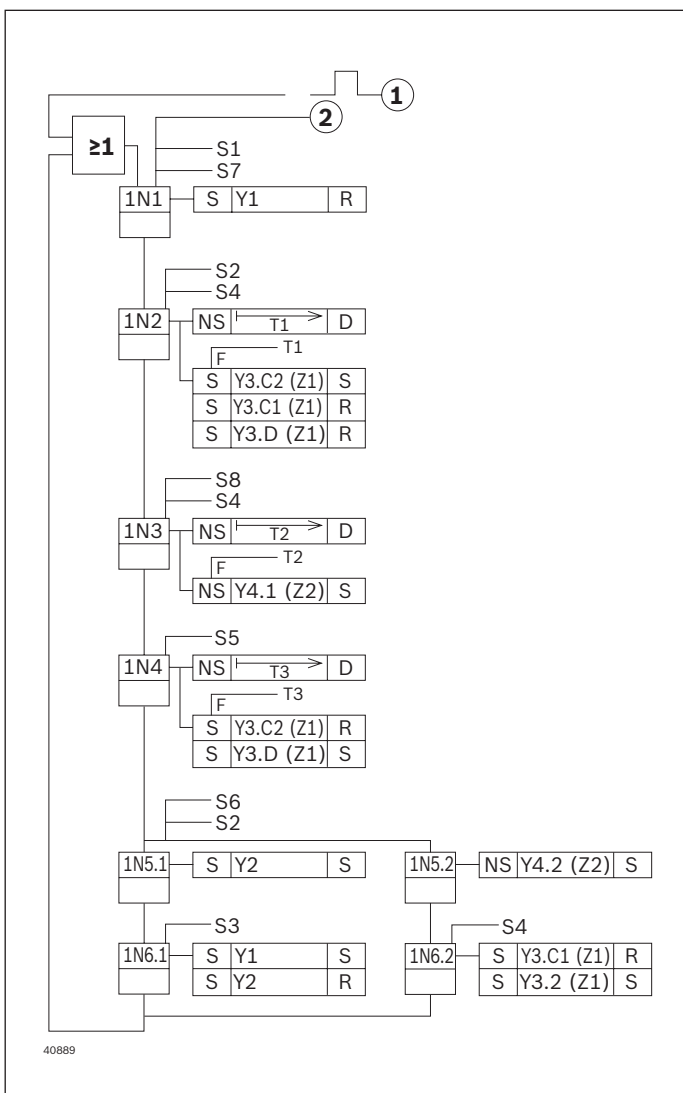 1
2
≥1
S1
S7
1N1 S Y1 R
S2
S4
1N2 NS T1 D
F T1
S Y3.C2 (Z1) S
S Y3.C1 (Z1) R
S Y3.D (Z1) R
S8
S4
1N3 NS T2 D
F T2
NS Y4.1 (Z2) S
S5
1N4 NS T3 D
F T3
S Y3.C2 (Z1) R
S Y3.D (Z1) S
S6
S2
1N5.1 S Y2 S 1N5.2 NS Y4.2 (Z2) S
S3 S4
1N6.1 S Y1 S 1N6.2 S Y3.C1 (Z1) R
S Y2 R S Y3.2 (Z1) S
40889